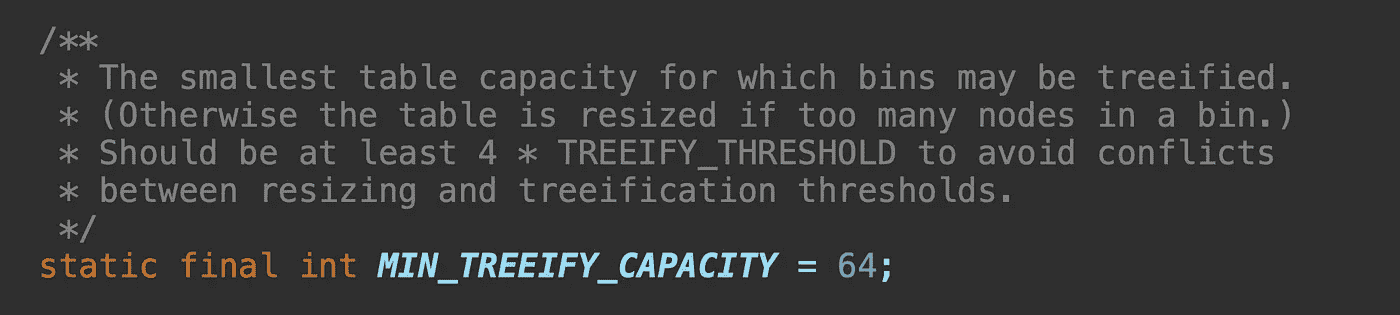 /**
 * The smallest table capacity for which bins may be treeified.
 * (Otherwise the table is resized if too many nodes in a bin.)
 * Should be at least 4 * TREEIFY_THRESHOLD to avoid conflicts
 * between resizing and treeification thresholds.
 */
static final int MIN_TREEIFY_CAPACITY = 64;